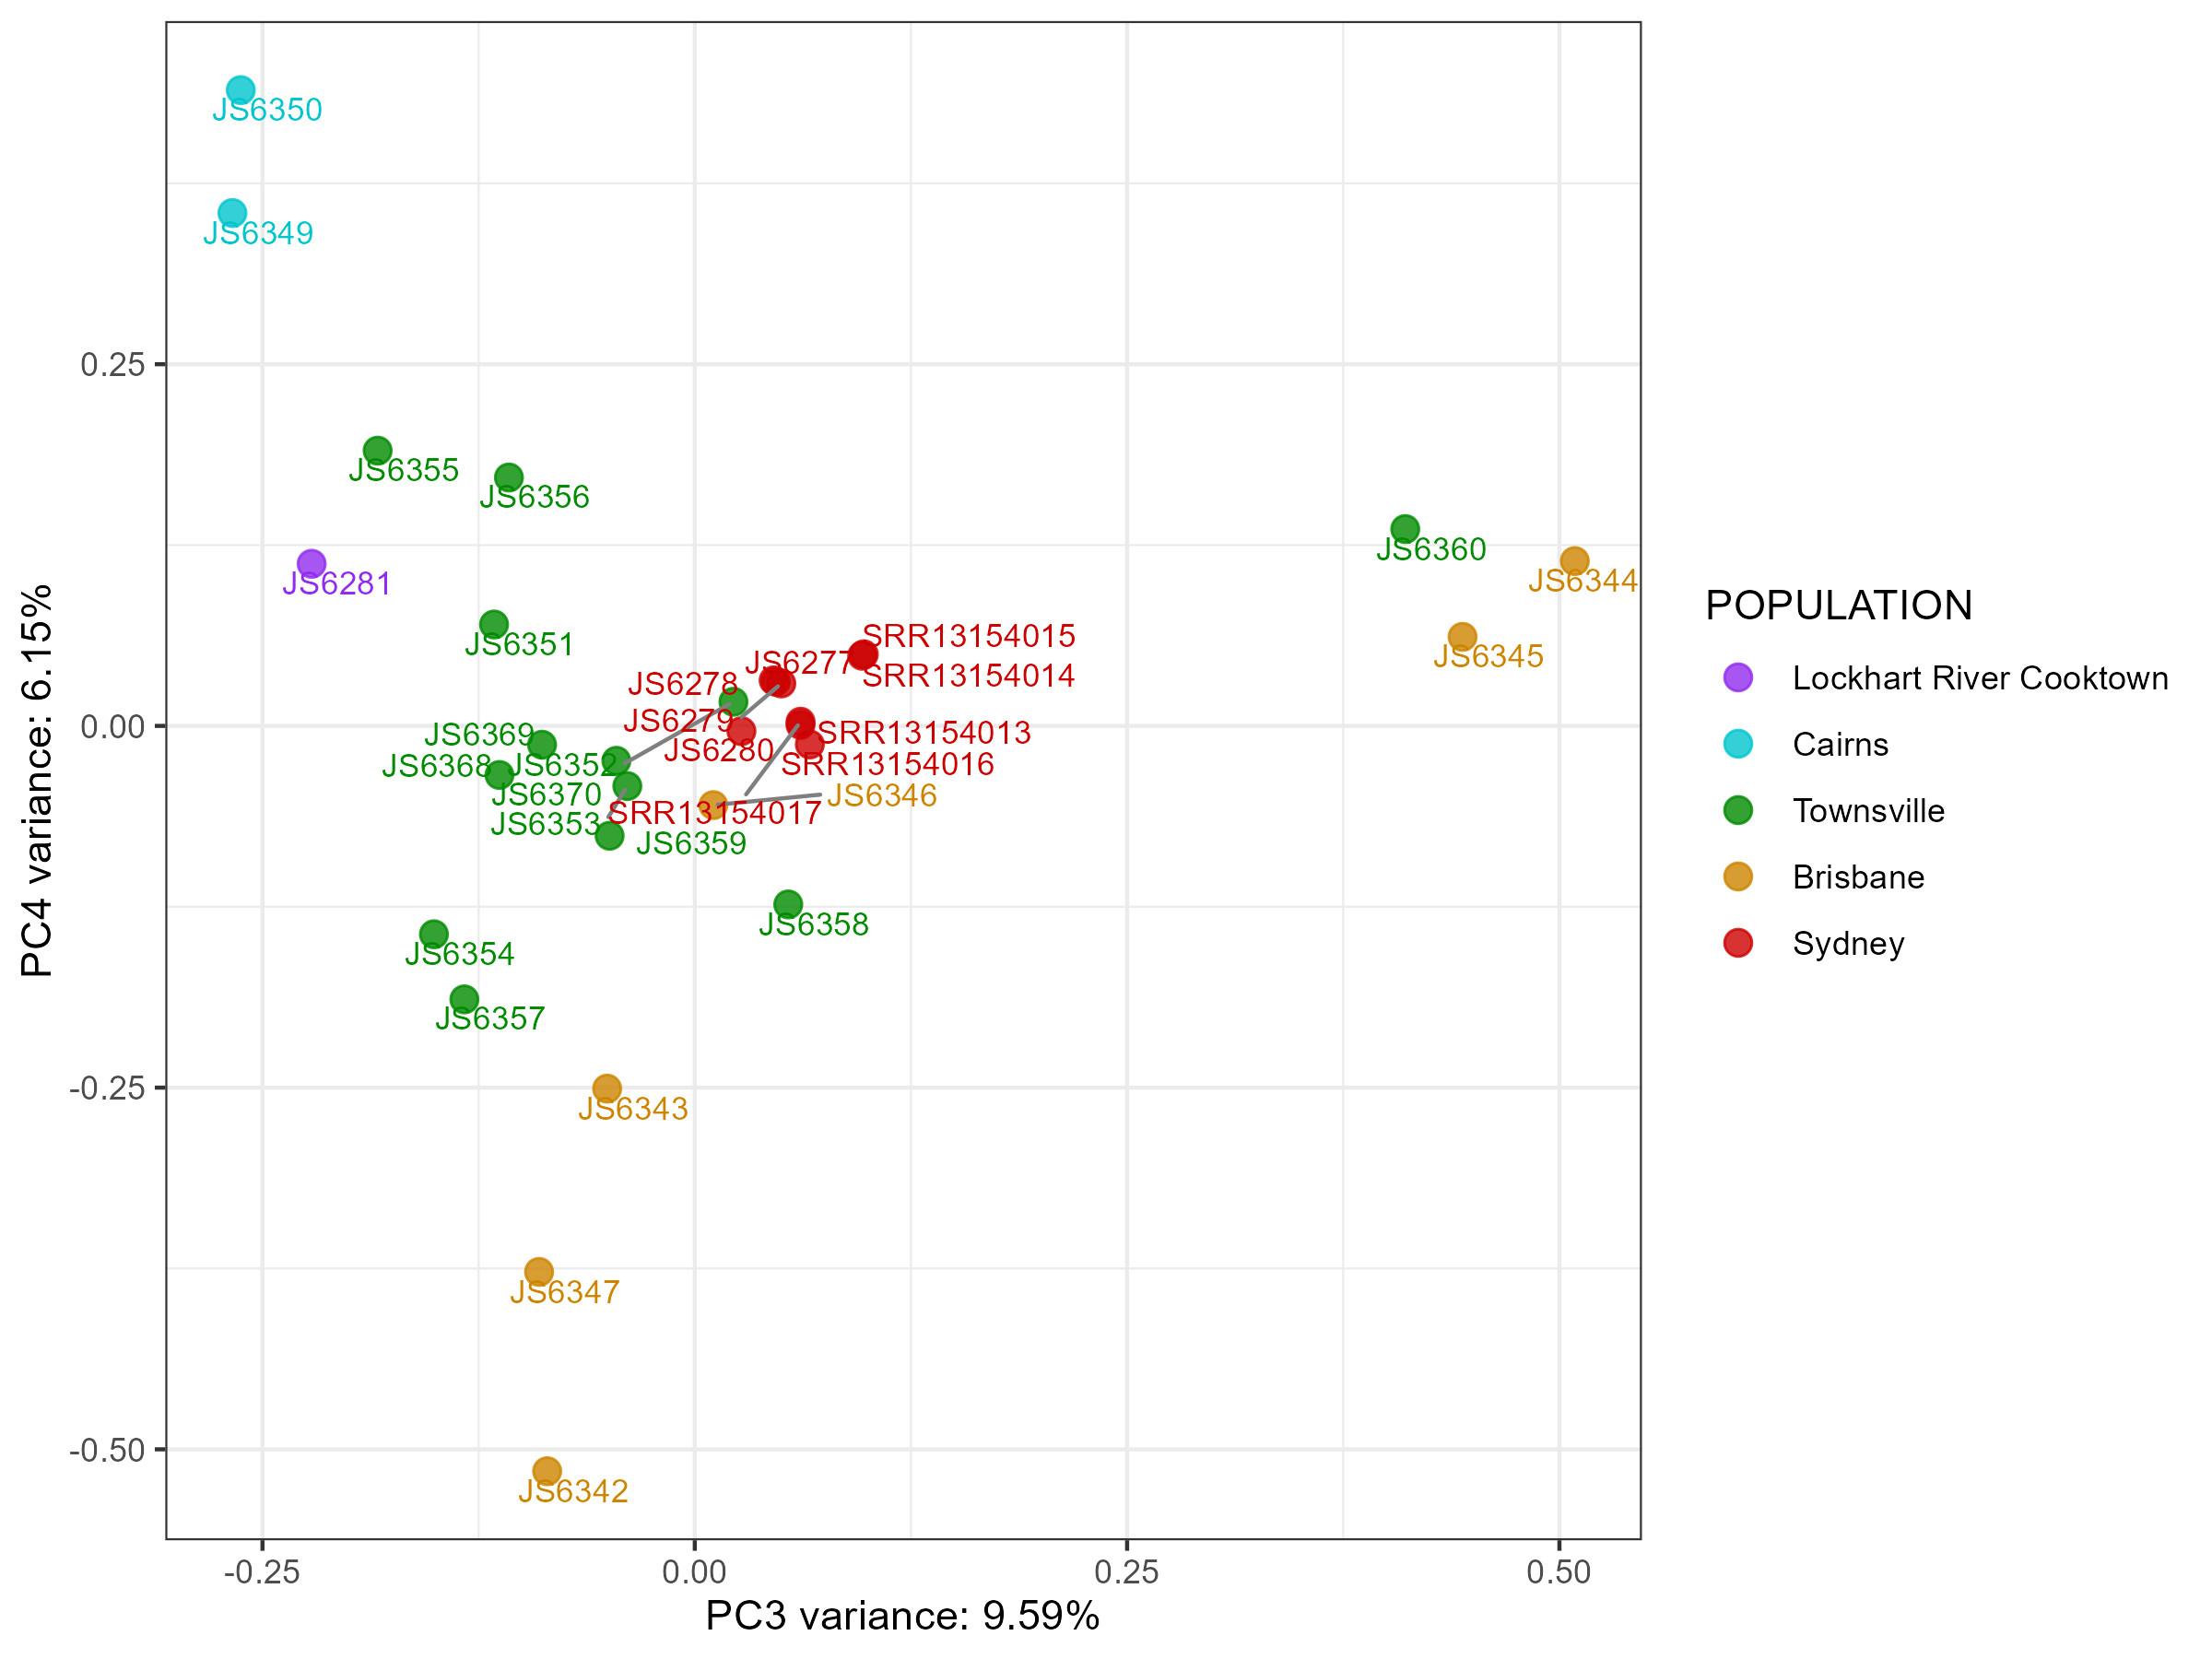 JS6350
JS6349
0.25
JS6355
JS6356
JS6360
JS6344
JS6281
JS6351
JS6345
SRR13154015
JS6277
SRR13154014
JS6278
JS6279
0.00
JS6369
SRR13154013
JS6280
JS6368
JS6352
SRR13154016
JS6370
JS6346
JS6353
SRR13154017
JS6359
JS6358
JS6354
JS6357
-0.25
JS6343
JS6347
-0.50
JS6342
-0.25
0.00
0.25
0.50
PC3 variance: 9.59%
PC4 variance: 6.15%
POPULATION
Lockhart River Cooktown
Cairns
Townsville
Brisbane
Sydney